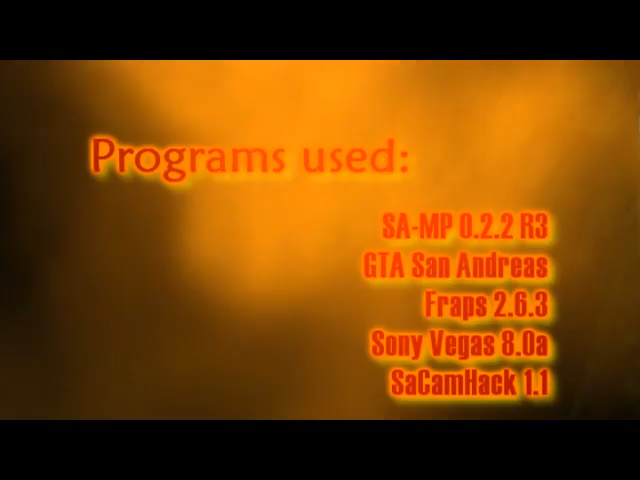 Programs used:
SA-MP 0.2.2 R3
GTA San Andreas
Fraps 2.6.3
Sony Vegas 8.0a
SaCamHack 1.1